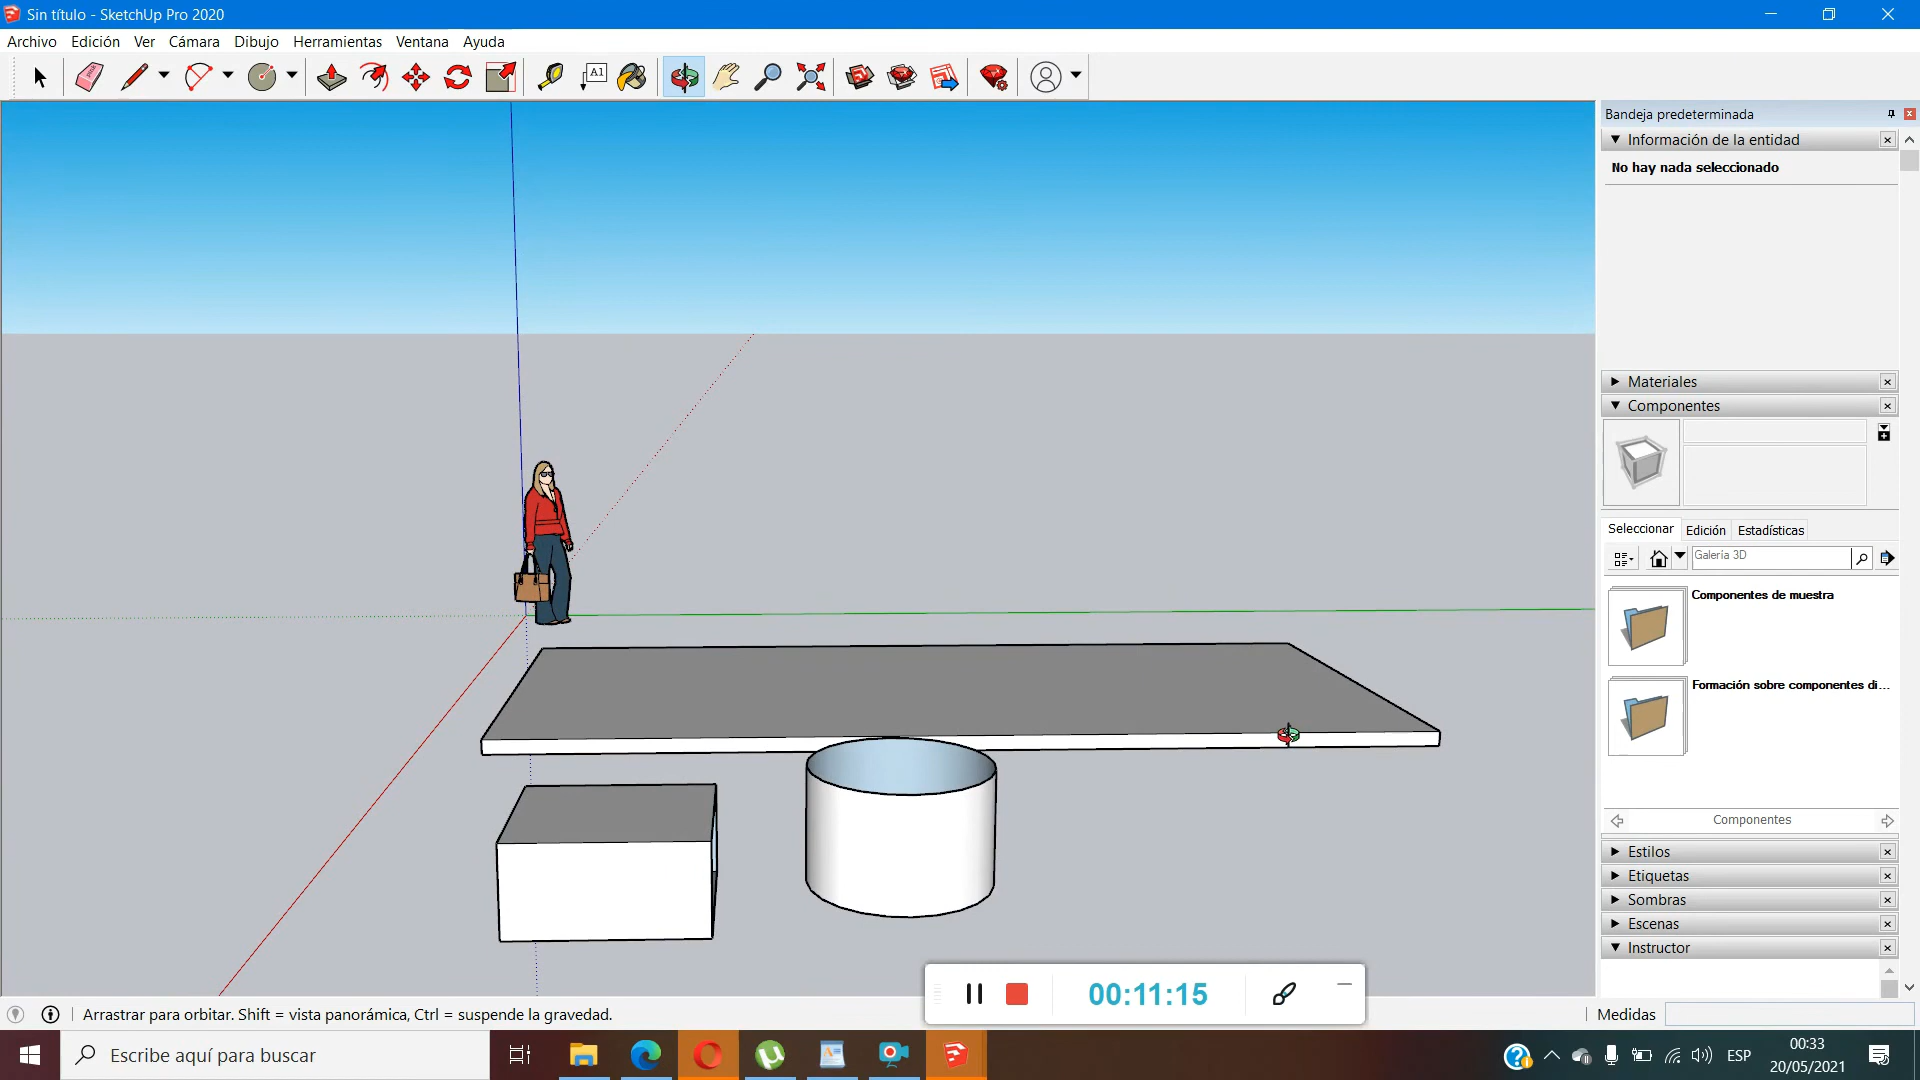 Sin título - SketchUp Pro 2020
Archivo Edición Ver Cámara Dibujo Herramientas Ventana Ayuda
A1
Bandeja predeterminada
Información de la entidad
No hay nada seleccionado
Materiales
Componentes
Seleccionar Edición Estadísticas
Galería 3D
Componentes de muestra
Formación sobre componentes di...
Componentes
Estilos
Etiquetas
Sombras
Escenas
Instructor
00:11:15
Arrastrar para orbitar. Shift = vista panorámica, Ctrl = suspende la gravedad.
Medidas
Escribe aquí para buscar
ESP
00:33
20/05/2021